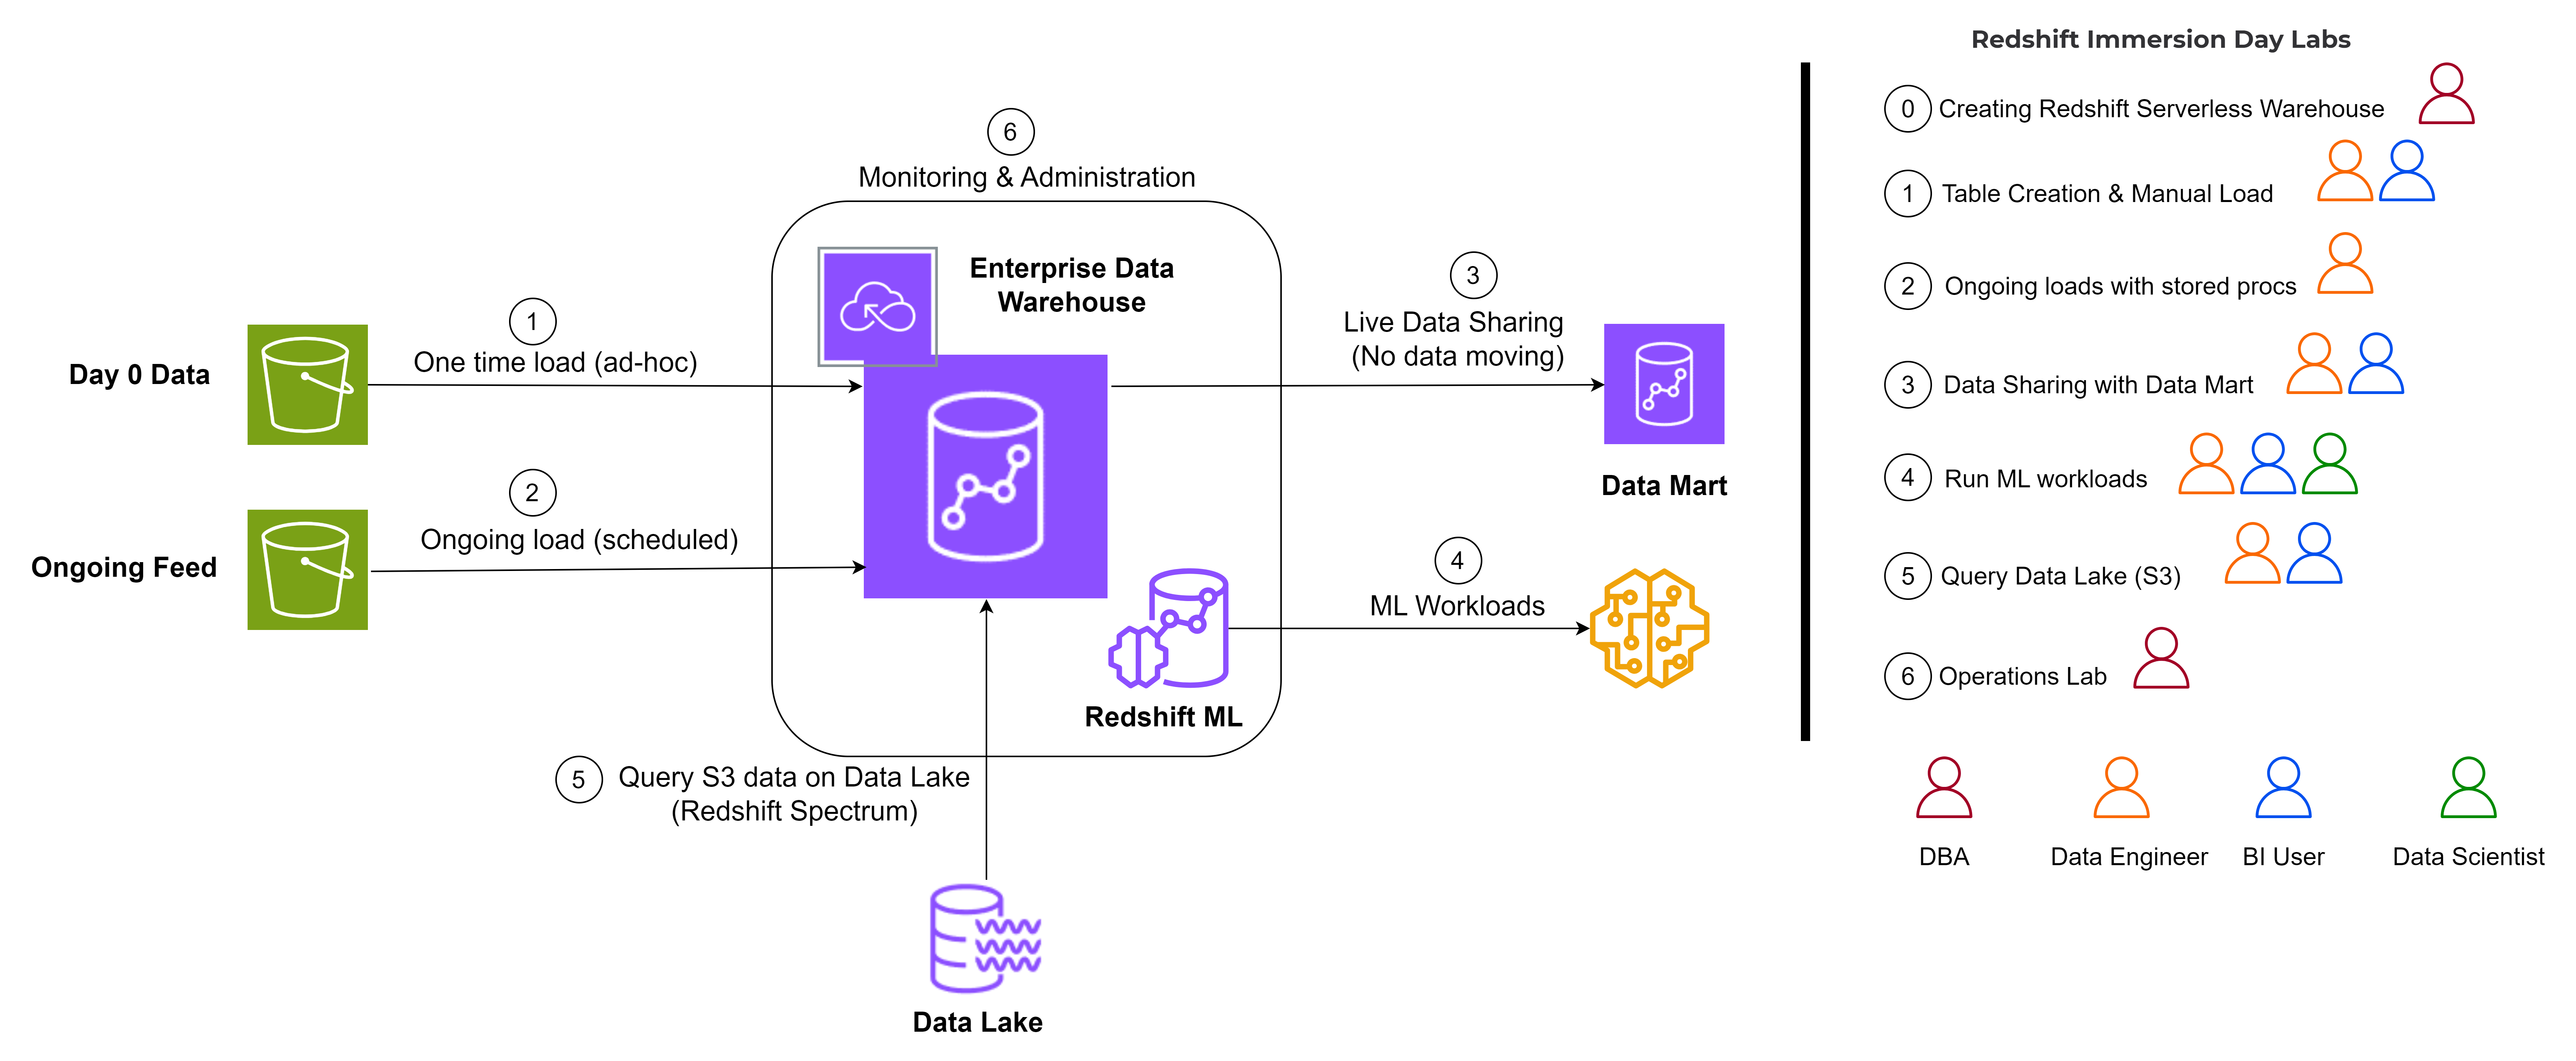 Redshift Immersion Day Labs
6
Monitoring & Administration
Enterprise Data
Warehouse
Day 0 Data
1
One time load (ad-hoc)
Ongoing Feed
2
Ongoing load (scheduled)
3
Live Data Sharing
(No data moving)
Data Mart
4
ML Workloads
Redshift ML
5
Query S3 data on Data Lake
(Redshift Spectrum)
Data Lake
0 Creating Redshift Serverless Warehouse
1 Table Creation & Manual Load
2 Ongoing loads with stored procs
3 Data Sharing with Data Mart
4 Run ML workloads
5 Query Data Lake (S3)
6 Operations Lab
DBA
Data Engineer
BI User
Data Scientist